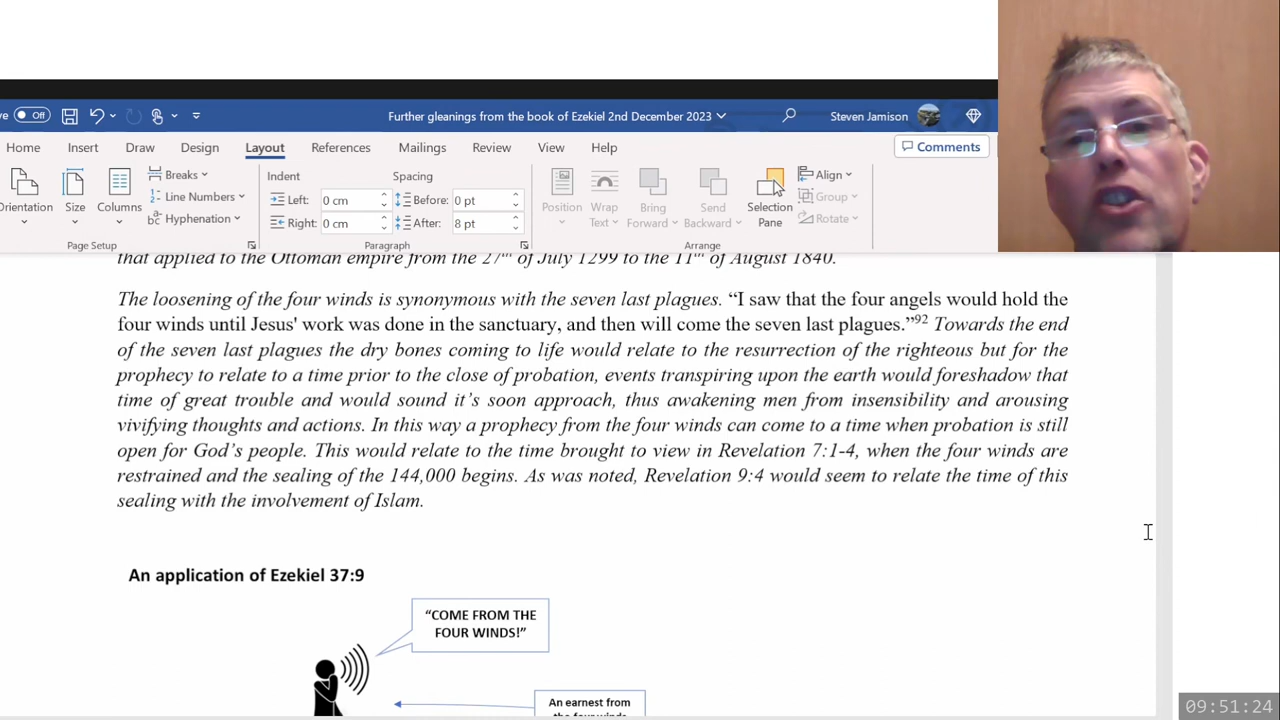 Off
Further gleanings from the book of Ezekiel 2nd December 2023
Steven Jamison
Home Insert Draw Design Layout References Mailings Review View Help
Comments
Orientation
Size
Columns
Breaks
Line Numbers
Hyphenation
Page Setup
Indent
Left: 0 cm
Right: 0 cm
Spacing
Before: 0 pt
After: 8 pt
Paragraph
Position
Wrap Text
Bring Forward
Send Backward
Selection Pane
Align
Group
Rotate
Arrange
that applied to the Ottoman empire from the 27th of July 1299 to the 11th of August 1840.
The loosening of the four winds is synonymous with the seven last plagues. “I saw that the four angels would hold the
four winds until Jesus' work was done in the sanctuary, and then will come the seven last plagues.”92 Towards the end
of the seven last plagues the dry bones coming to life would relate to the resurrection of the righteous but for the
prophecy to relate to a time prior to the close of probation, events transpiring upon the earth would foreshadow that
time of great trouble and would sound it’s soon approach, thus awakening men from insensibility and arousing
vivifying thoughts and actions. In this way a prophecy from the four winds can come to a time when probation is still
open for God’s people. This would relate to the time brought to view in Revelation 7:1-4, when the four winds are
restrained and the sealing of the 144,000 begins. As was noted, Revelation 9:4 would seem to relate the time of this
sealing with the involvement of Islam.
An application of Ezekiel 37:9
“COME FROM THE
FOUR WINDS!”
An earnest from
the four winds
09:51:24